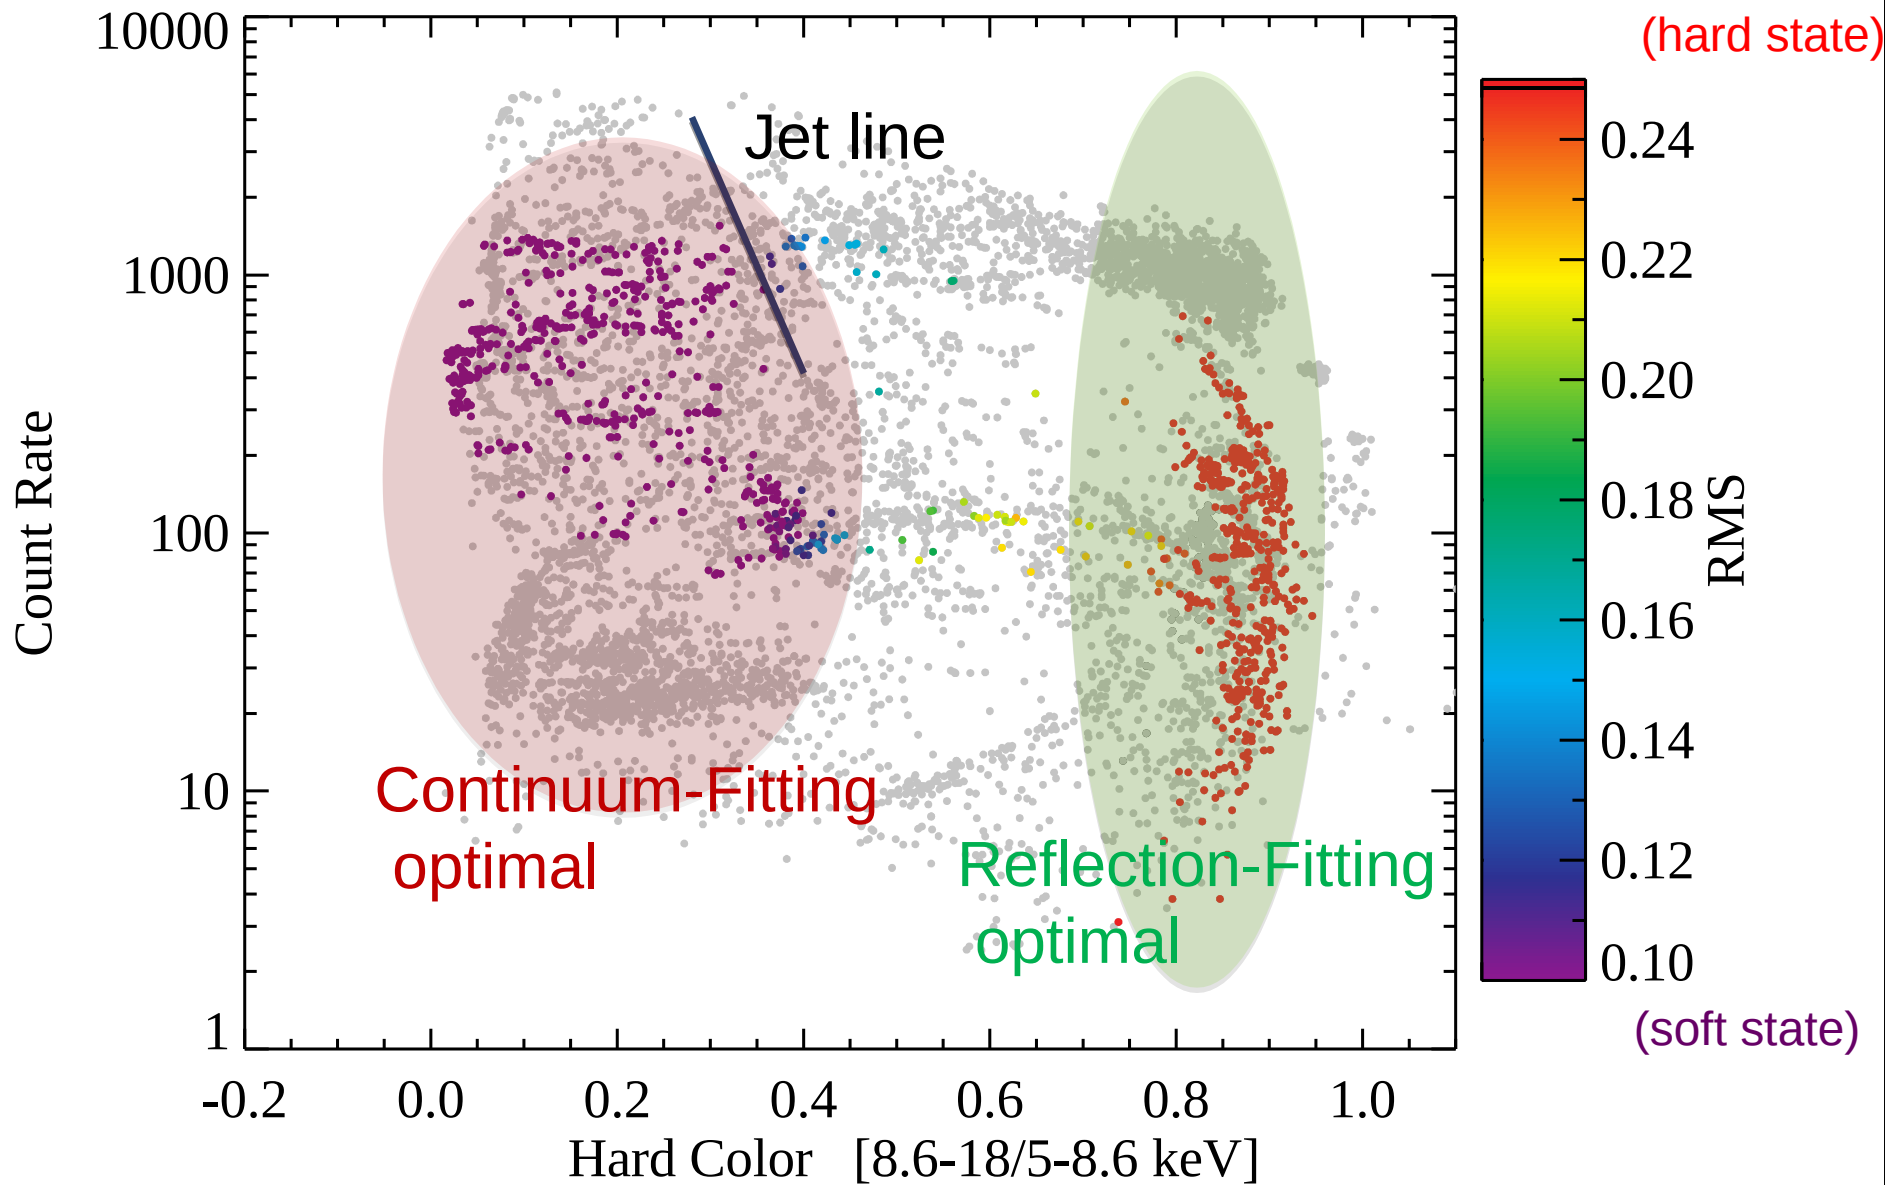 10000
1000
100
10
1
Count Rate
-0.2 0.0 0.2 0.4 0.6 0.8 1.0
Hard Color [8.6-18/5-8.6 keV]
Jet line
Continuum-Fitting
optimal
Reflection-Fitting
optimal
(hard state)
0.24
0.22
0.20
0.18
0.16
0.14
0.12
0.10
RMS
(soft state)